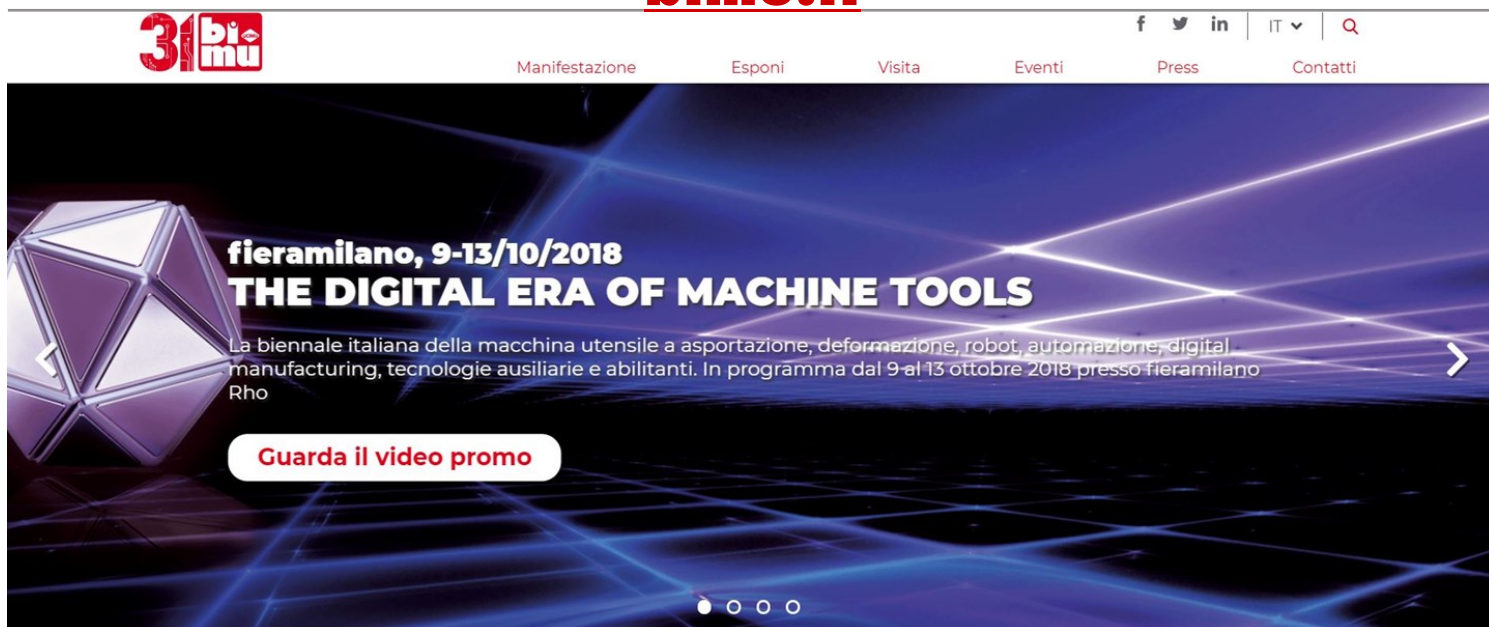 31 bi mu
f in IT
Manifestazione Esponi Visita Eventi Press Contatti
fieramilano, 9-13/10/2018
THE DIGITAL ERA OF MACHINE TOOLS
La biennale italiana della macchina utensile a asportazione, deformazione, robot, automazione, digital
manufacturing, tecnologie ausiliarie e abilitanti. In programma dal 9 al 13 ottobre 2018 presso fieramilano
Rho
Guarda il video promo